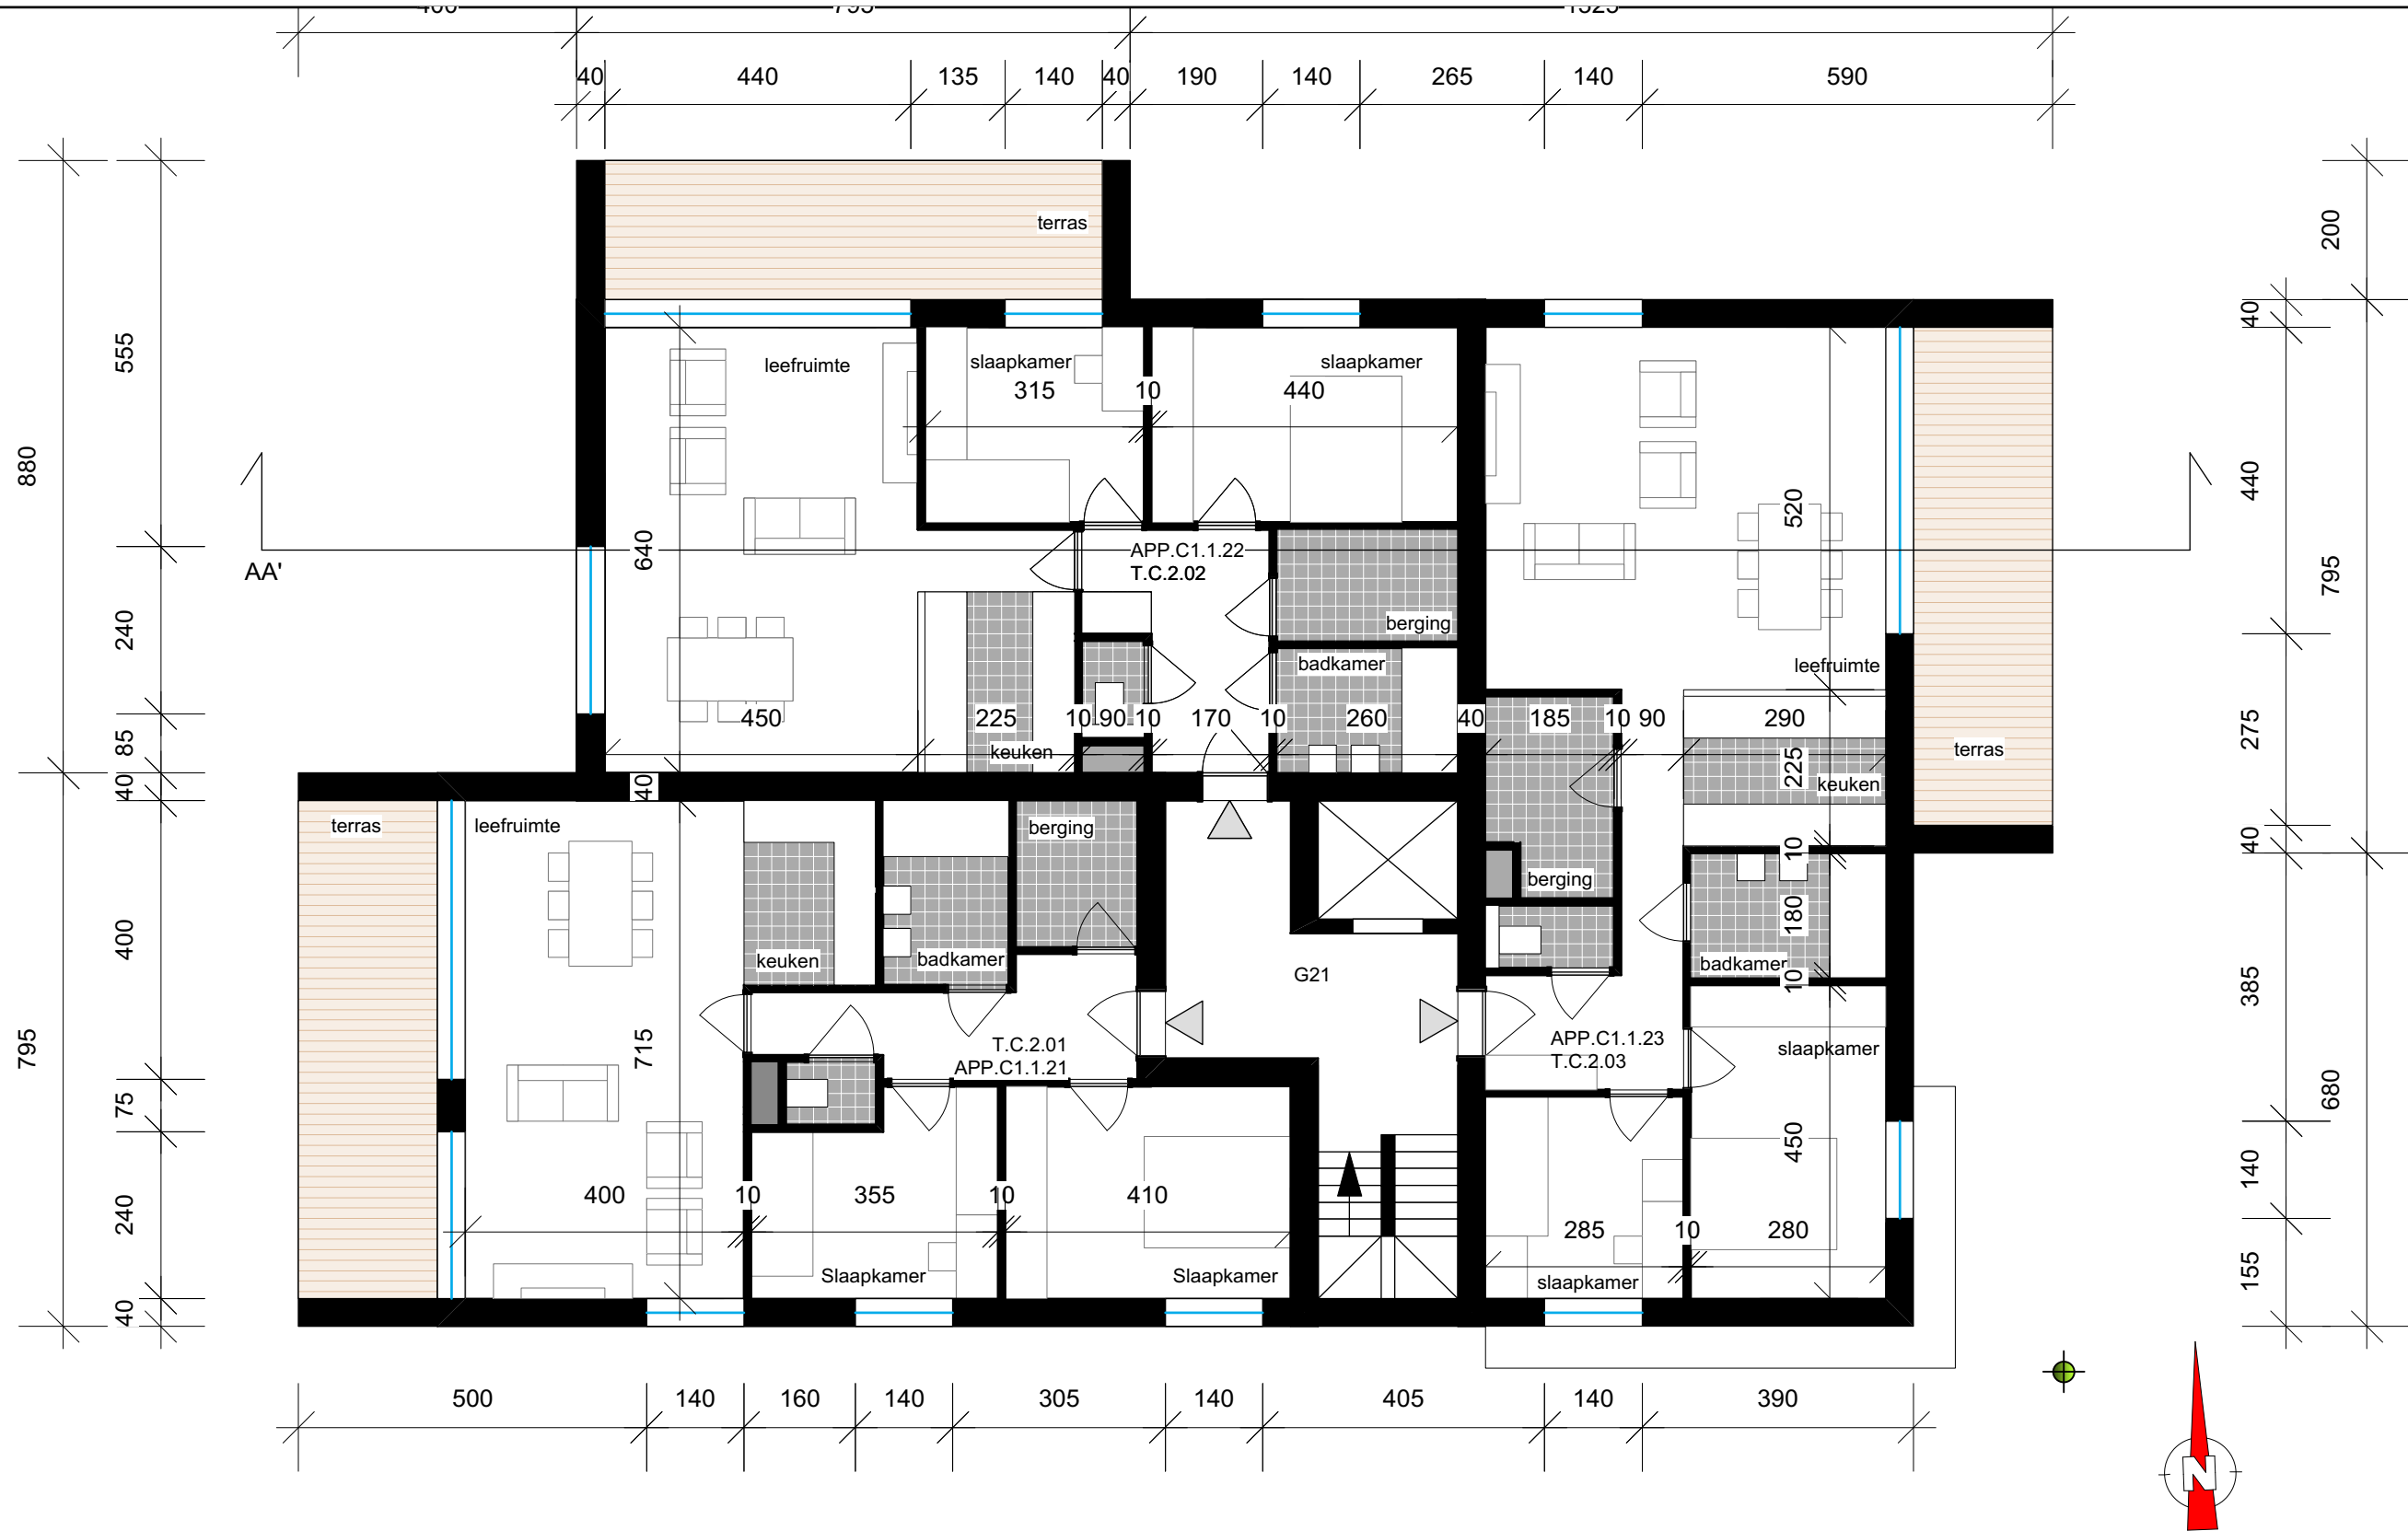 400 795 1325
40 440 135 140 40 190 140 265 140 590
terras
200
40
555
leefruimte
slaapkamer
315
10
slaapkamer
440
880
440
520
640
APP.C1.1.22
T.C.2.02
AA'
795
240
berging
badkamer
leefruimte
450 225 10 90 10 170 10 260 40 185 10 90 290
275
85
keuken
terras
225
keuken
40
40
terras
leefruimte
berging
40
10
berging
400
180
keuken
badkamer
badkamer
10
G21
385
795
715
T.C.2.01
APP.C1.1.21
APP.C1.1.23
T.C.2.03
slaapkamer
75
680
450
140
400 10 355 10 410
240
285 10 280
155
Slaapkamer
Slaapkamer
slaapkamer
40
500 140 160 140 305 140 405 140 390
N